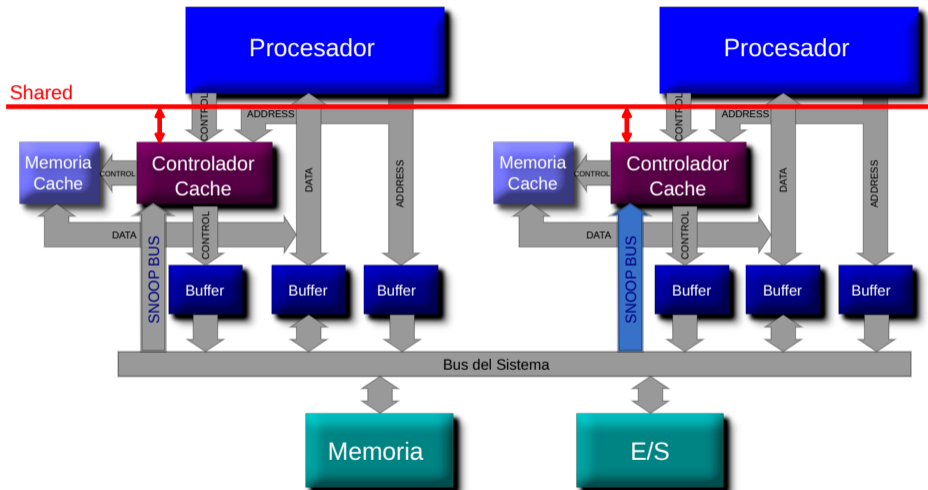 Procesador
Procesador
Shared
CONTROL
ADDRESS
CONTROL
ADDRESS
Memoria
Cache
CONTROL
Controlador
Cache
DATA
ADDRESS
Memoria
Cache
CONTROL
Controlador
Cache
DATA
ADDRESS
DATA
CONTROL
DATA
CONTROL
SNOOP BUS
Buffer
Buffer
Buffer
SNOOP BUS
Buffer
Buffer
Buffer
Bus del Sistema
Memoria
E/S